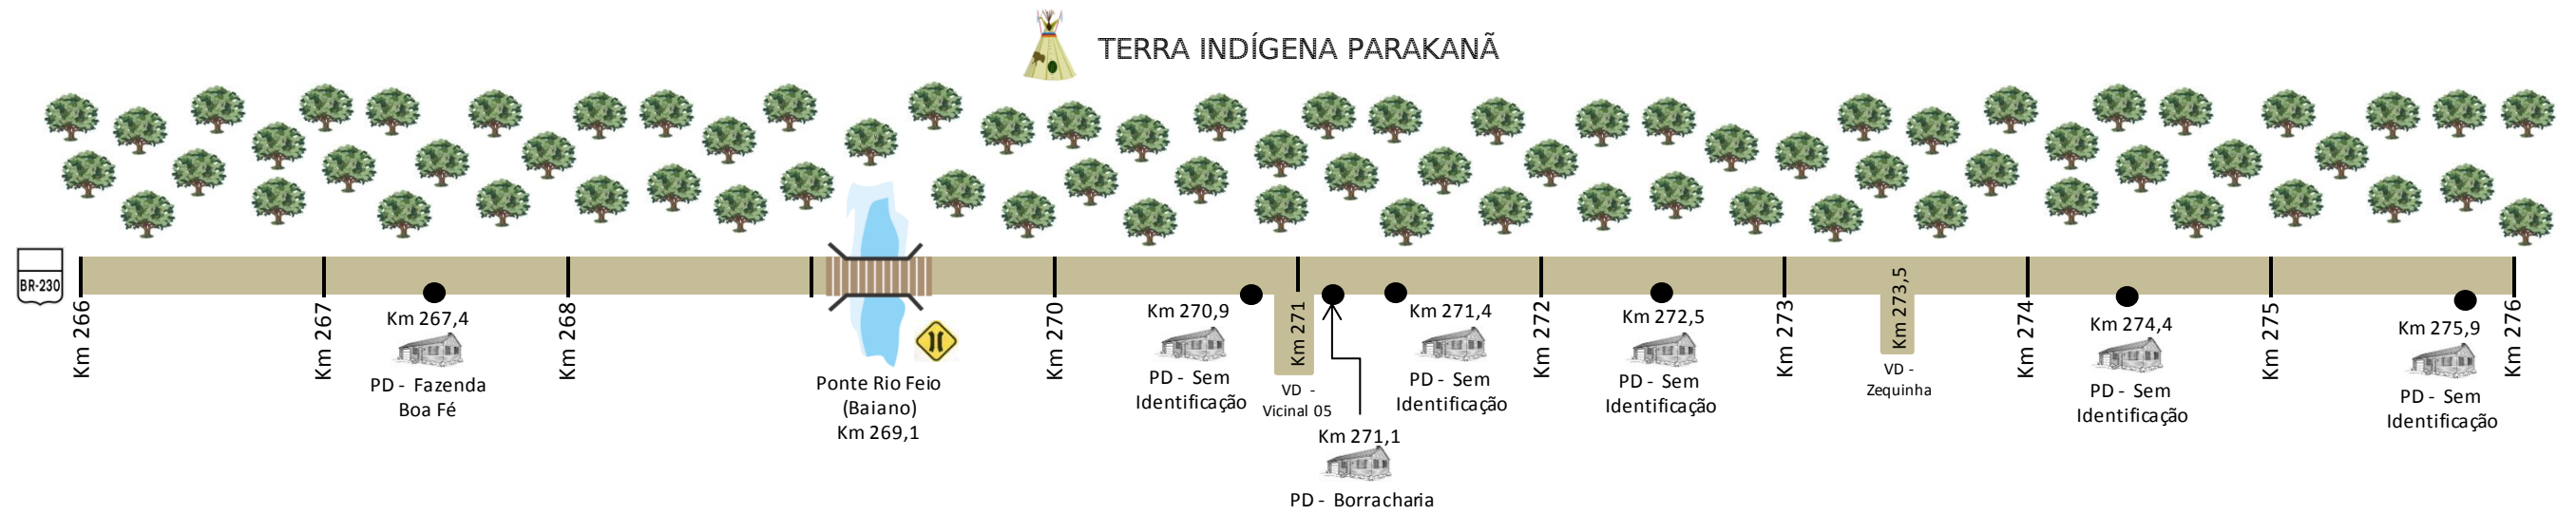 TERRA INDÍGENA PARAKANÃ
BR-230
Km 266
Km 267
Km 267,4
PD - Fazenda
Boa Fé
Km 268
Ponte Rio Feio
(Baiano)
Km 269,1
Km 270
Km 270,9
PD - Sem
Identificação
Km 271
VD -
Vicinal 05
Km 271,1
PD - Borracharia
Km 271,4
PD - Sem
Identificação
Km 272
Km 272,5
PD - Sem
Identificação
Km 273
Km 273,5
VD -
Zequinha
Km 274
Km 274,4
PD - Sem
Identificação
Km 275
Km 275,9
PD - Sem
Identificação
Km 276